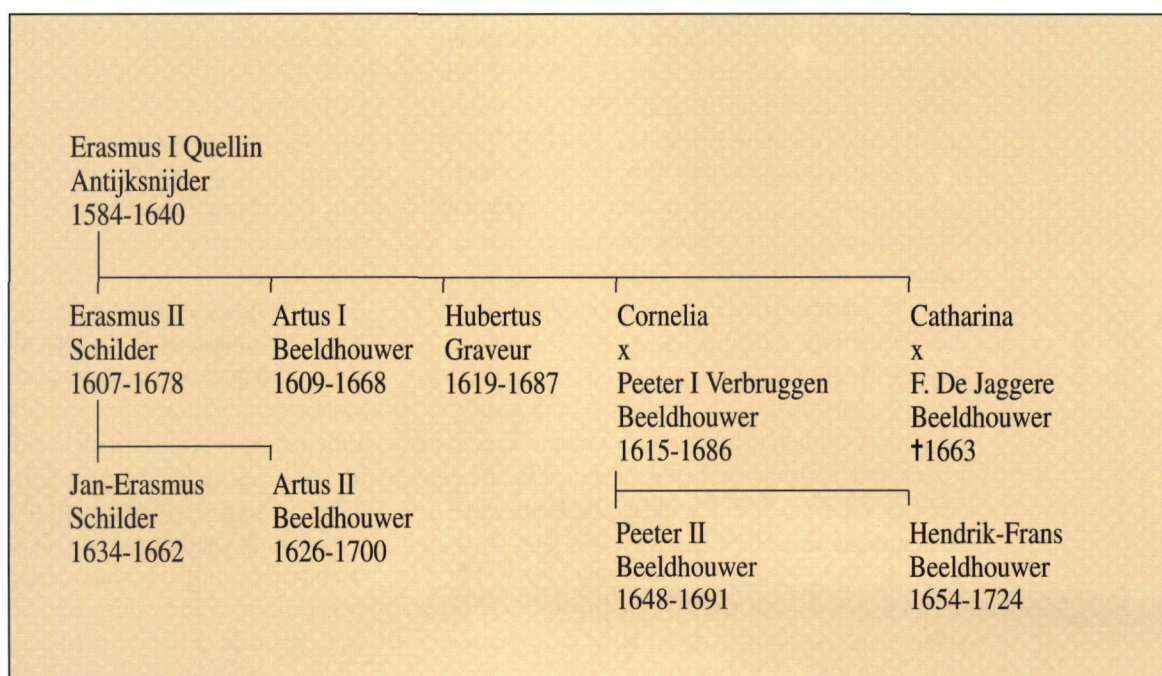 Erasmus I Quellin
Antijksnijder
1584-1640
Erasmus II
Schilder
1607-1678
Artus I
Beeldhouwer
1609-1668
Hubertus
Graveur
1619-1687
Cornelia
x
Peeter I Verbruggen
Beeldhouwer
1615-1686
Catharina
x
F. De Jaggere
Beeldhouwer
✝1663
Jan-Erasmus
Schilder
1634-1662
Artus II
Beeldhouwer
1626-1700
Peeter II
Beeldhouwer
1648-1691
Hendrik-Frans
Beeldhouwer
1654-1724